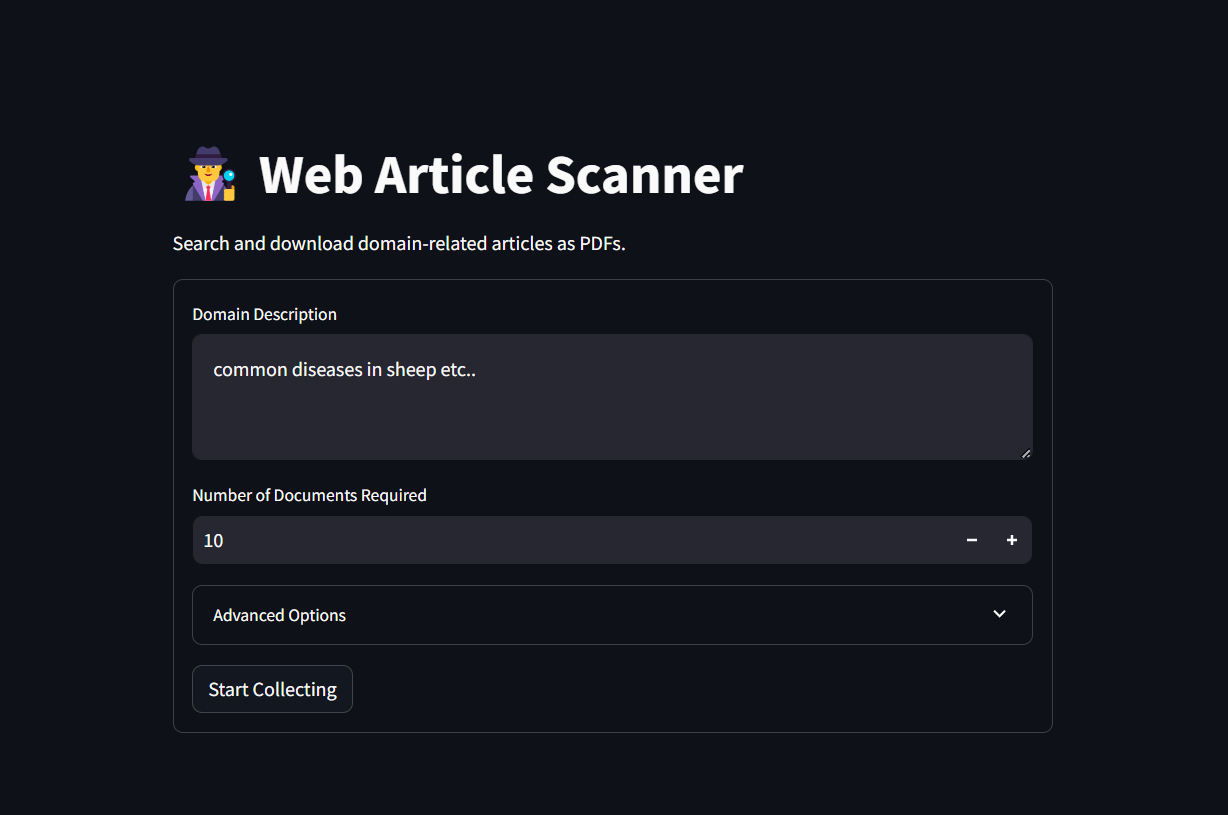 Web Article Scanner
Search and download domain-related articles as PDFs.
Domain Description
common diseases in sheep etc..
Number of Documents Required
10
Advanced Options
Start Collecting